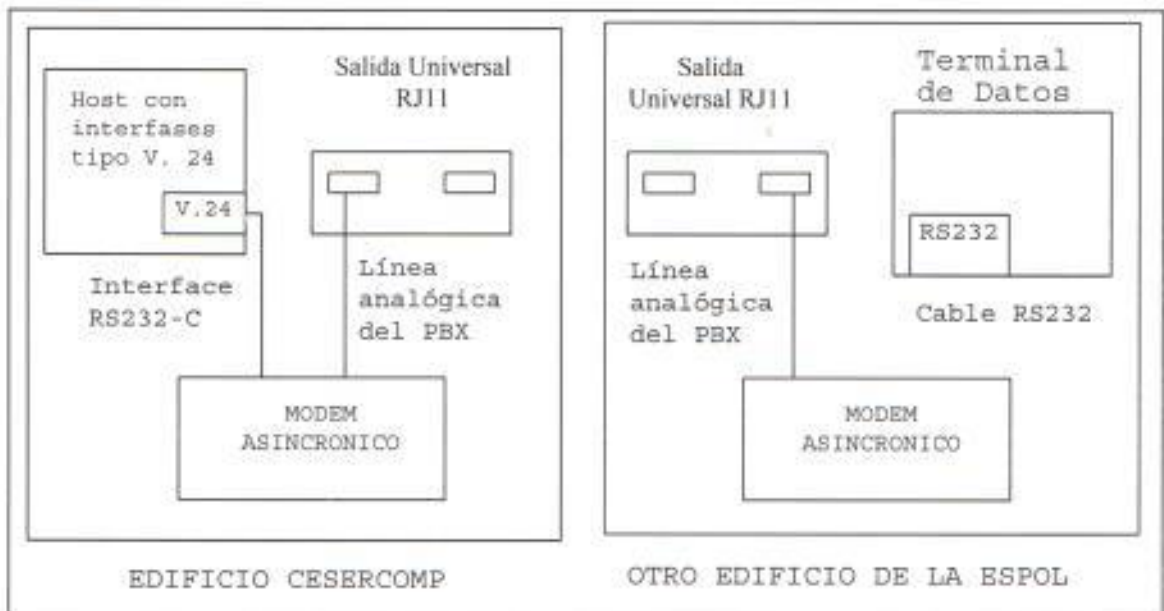 Host con
interfases
tipo V. 24
V.24
Interface
RS232-C
Salida Universal
RJ11
Línea
analógica
del PBX
MODEM
ASINCRONICO
EDIFICIO CESERCOMP
Salida
Universal RJ11
Terminal
de Datos
RS232
Cable RS232
Línea
analógica
del PBX
MODEM
ASINCRONICO
OTRO EDIFICIO DE LA ESPOL